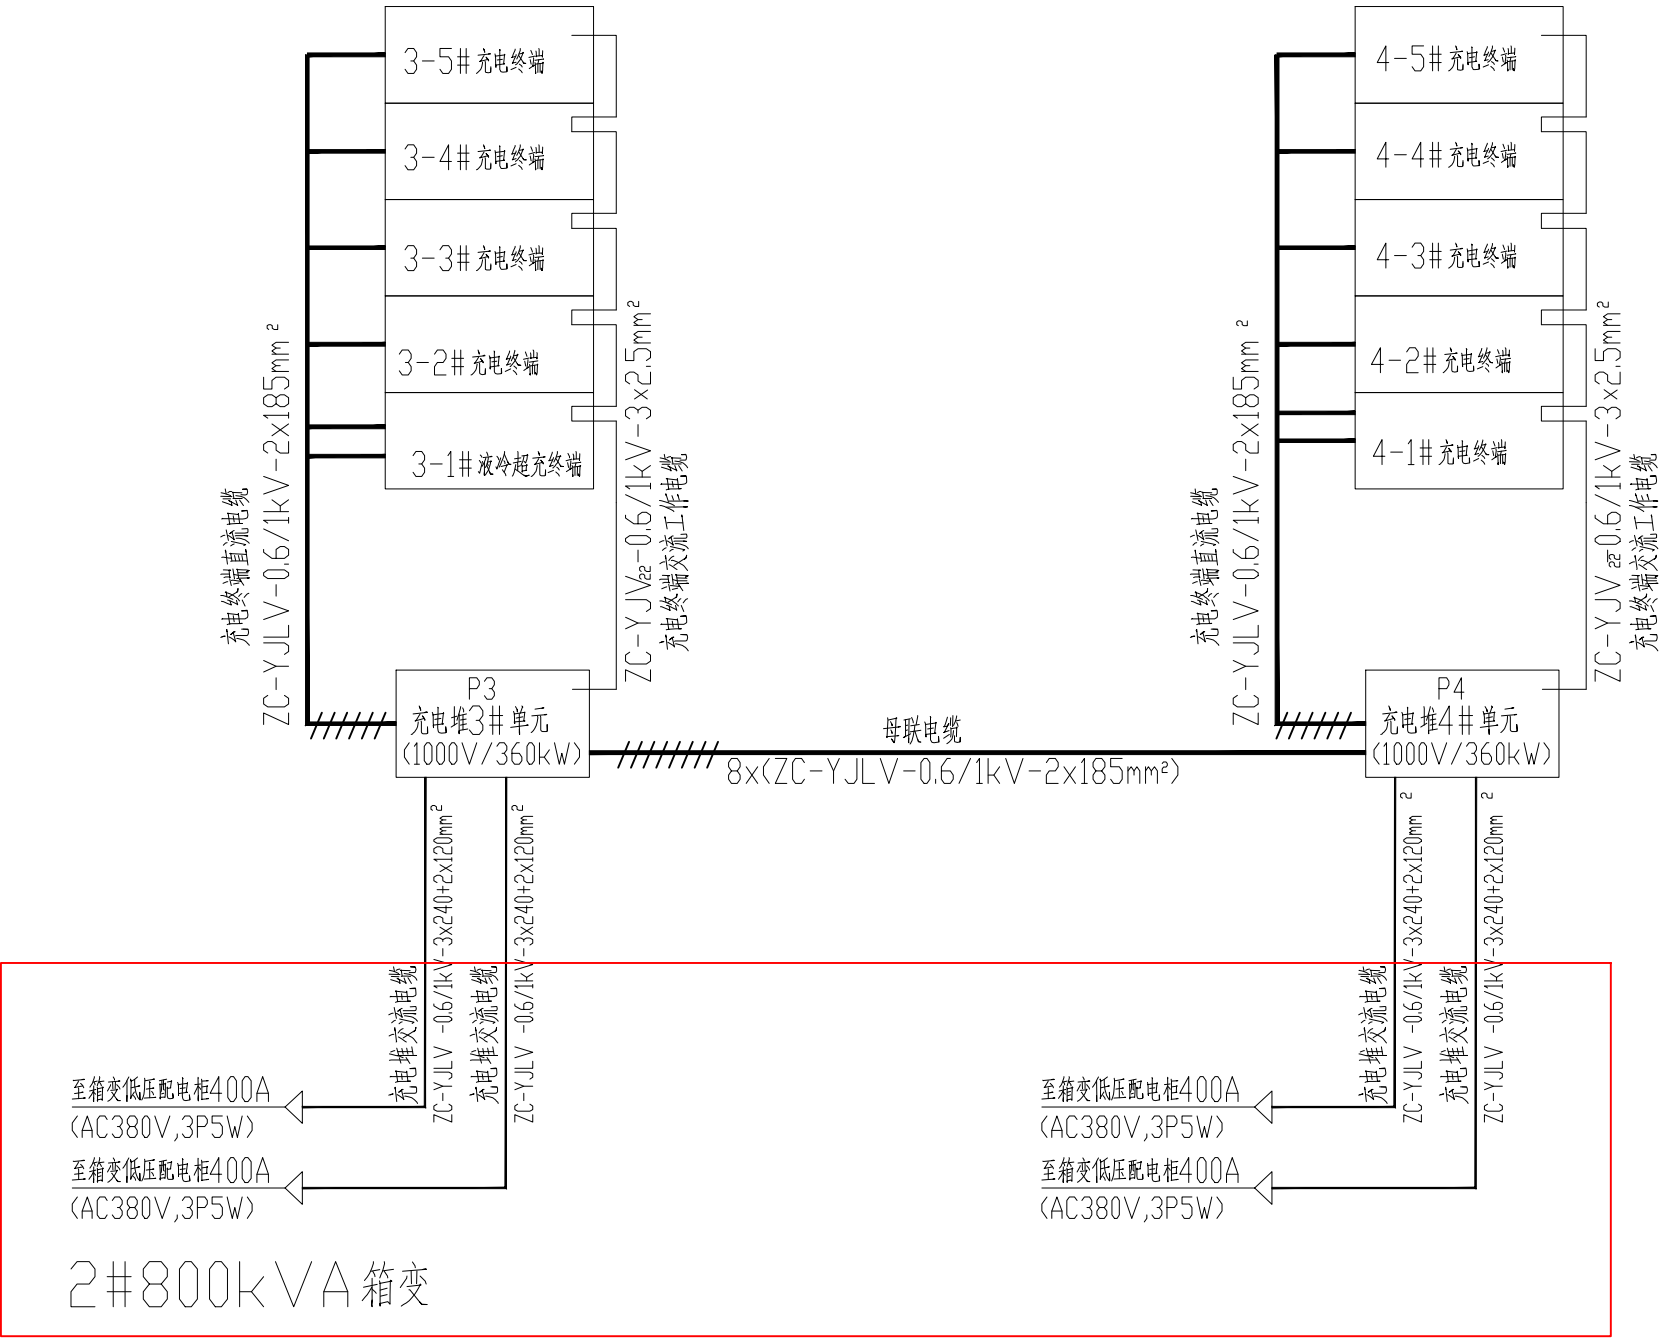 3-5#充电终端
3-4#充电终端
3-3#充电终端
3-2#充电终端
3-1#液冷超充终端
充电终端直流电缆
ZC-YJLV-0.6/1kV-2x185mm²
ZC-YJV₂₂-0.6/1kV-3x2.5mm²
充电终端交流工作电缆
P3
充电堆3#单元
(1000V/360kW)
母联电缆
8x(ZC-YJLV-0.6/1kV-2x185mm²)
4-5#充电终端
4-4#充电终端
4-3#充电终端
4-2#充电终端
4-1#充电终端
充电终端直流电缆
ZC-YJLV-0.6/1kV-2x185mm²
ZC-YJV₂₂0.6/1kV-3x2.5mm²
充电终端交流工作电缆
P4
充电堆4#单元
(1000V/360kW)
充电堆交流电缆
ZC-YJLV -0.6/1kV-3x240+2x120mm²
充电堆交流电缆
ZC-YJLV -0.6/1kV-3x240+2x120mm²
至箱变低压配电柜400A
(AC380V,3P5W)
至箱变低压配电柜400A
(AC380V,3P5W)
充电堆交流电缆
ZC-YJLV -0.6/1kV-3x240+2x120mm²
充电堆交流电缆
ZC-YJLV -0.6/1kV-3x240+2x120mm²
至箱变低压配电柜400A
(AC380V,3P5W)
至箱变低压配电柜400A
(AC380V,3P5W)
2#800kVA箱变